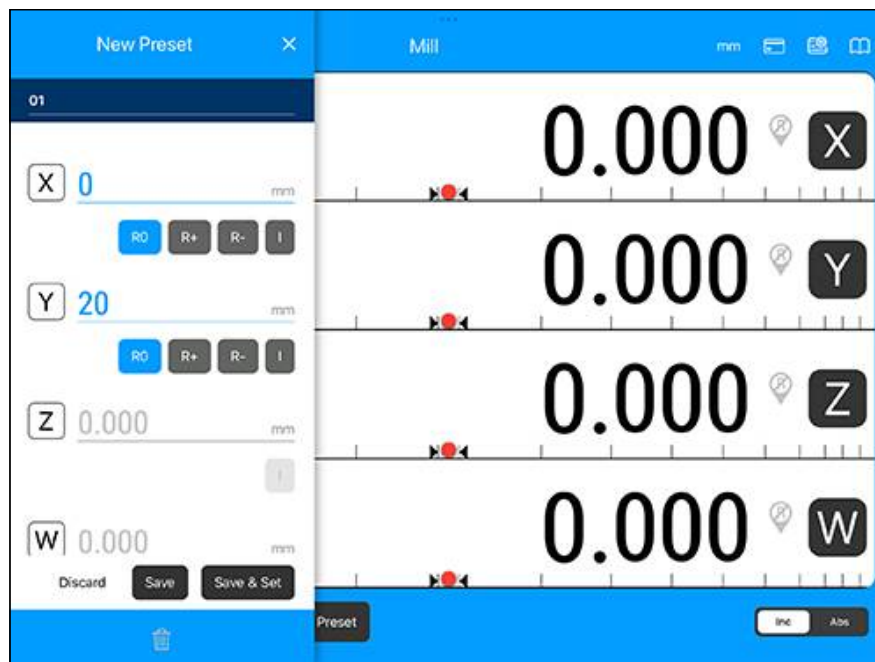 New Preset ×
01
X 0 mm
R0 R+ R- I
Y 20 mm
R0 R+ R- I
Z 0.000 mm
I
W 0.000 mm
Discard Save Save & Set
Mill mm
0.000 X
0.000 Y
0.000 Z
0.000 W
Preset Inc Abs